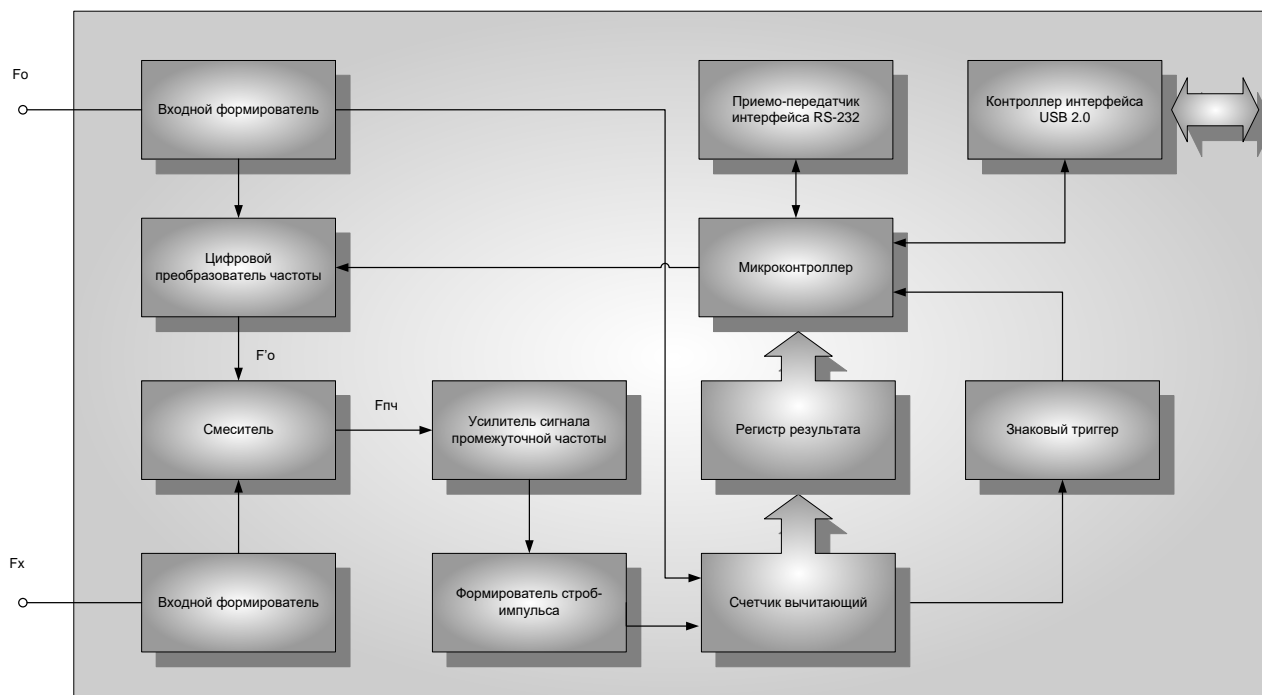 Fо
Входной формирователь
Приемо-передатчик
интерфейса RS-232
Контроллер интерфейса
USB 2.0
Цифровой
преобразователь частоты
Микроконтроллер
F'о
Смеситель
Fпч
Усилитель сигнала
промежуточной частоты
Регистр результата
Знаковый триггер
Fx
Входной формирователь
Формирователь строб-
импульса
Счетчик вычитающий